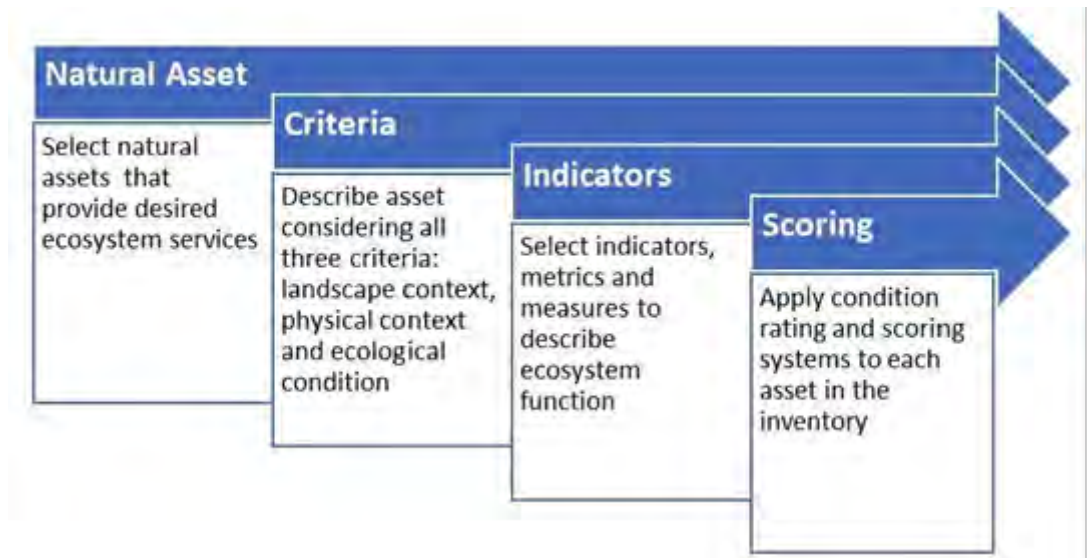 Natural Asset
Select natural
assets that
provide desired
ecosystem services
Criteria
Describe asset
considering all
three criteria:
landscape context,
physical context
and ecological
condition
Indicators
Select indicators,
metrics and
measures to
describe
ecosystem
function
Scoring
Apply condition
rating and scoring
systems to each
asset in the
inventory